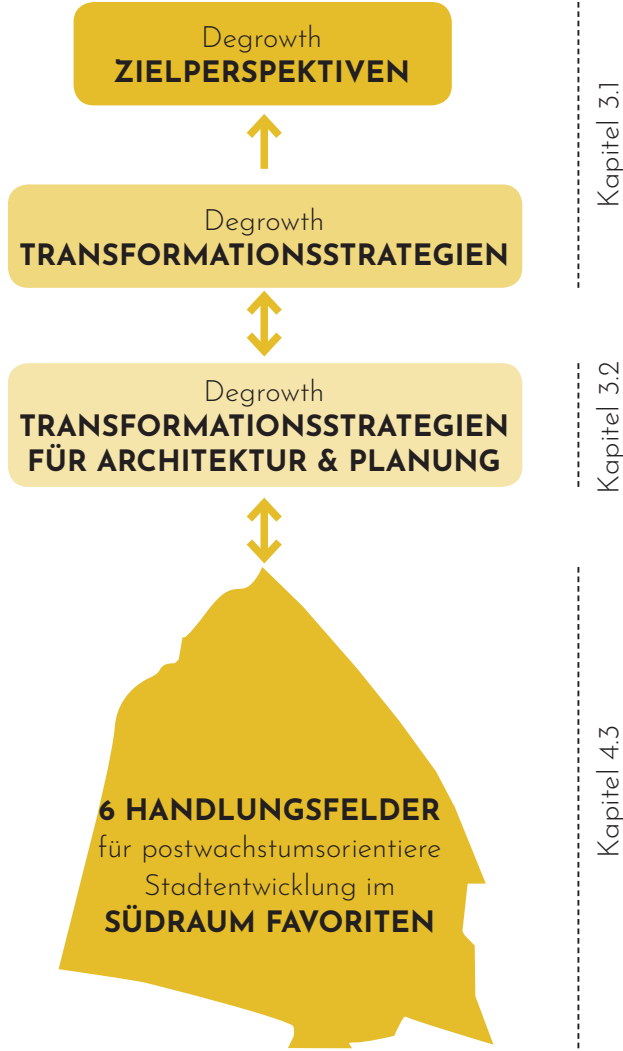 Degrowth
ZIELPERSPEKTIVEN
Kapitel 3.1
Degrowth
TRANSFORMATIONSSTRATEGIEN
Degrowth
TRANSFORMATIONSSTRATEGIEN
FÜR ARCHITEKTUR & PLANUNG
Kapitel 3.2
6 HANDLUNGSFELDER
für postwachstumsorientiere
Stadtentwicklung im
SÜDRAUM FAVORITEN
Kapitel 4.3